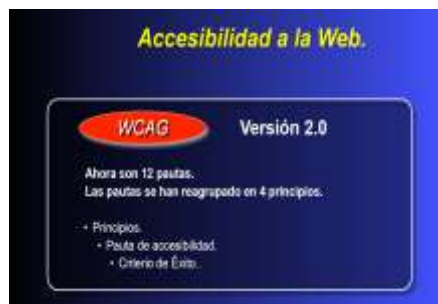 Accesibilidad a la Web.
WCAG Versión 2.0
Ahora son 12 pautas.
Las pautas se han reagrupado en 4 principios.
• Principios.
• Pauta de accesibilidad.
• Criterio de Éxito..